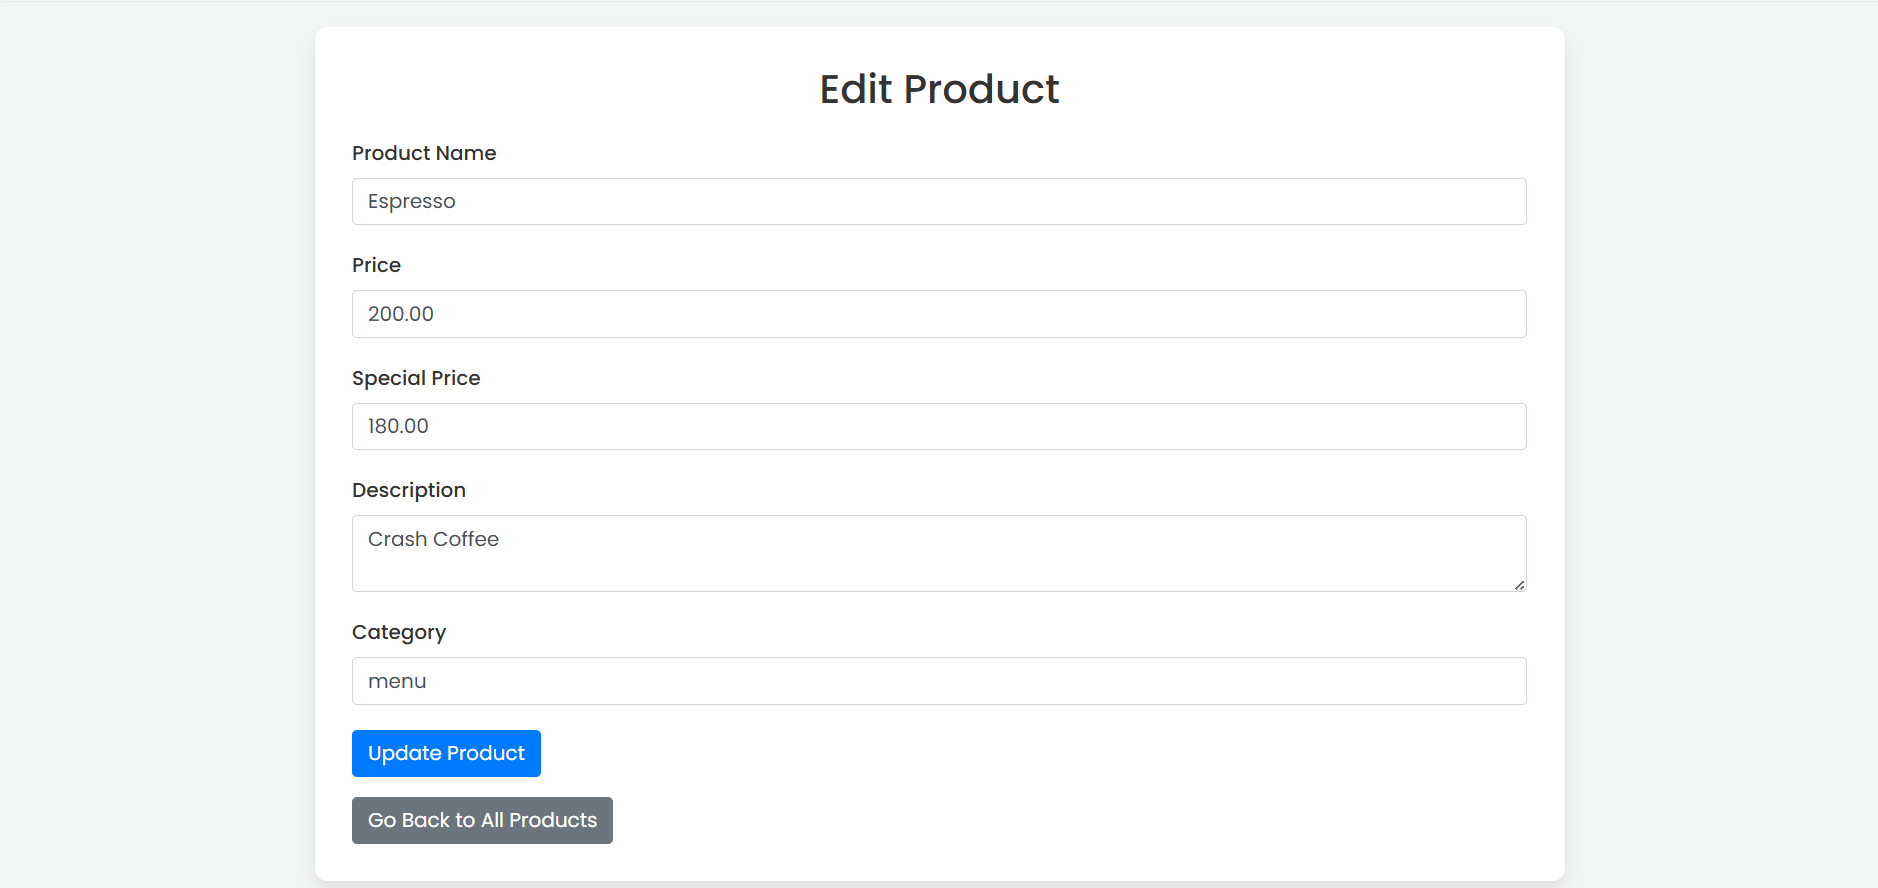 Edit Product
Product Name
Espresso
Price
200.00
Special Price
180.00
Description
Crash Coffee
Category
menu
Update Product
Go Back to All Products